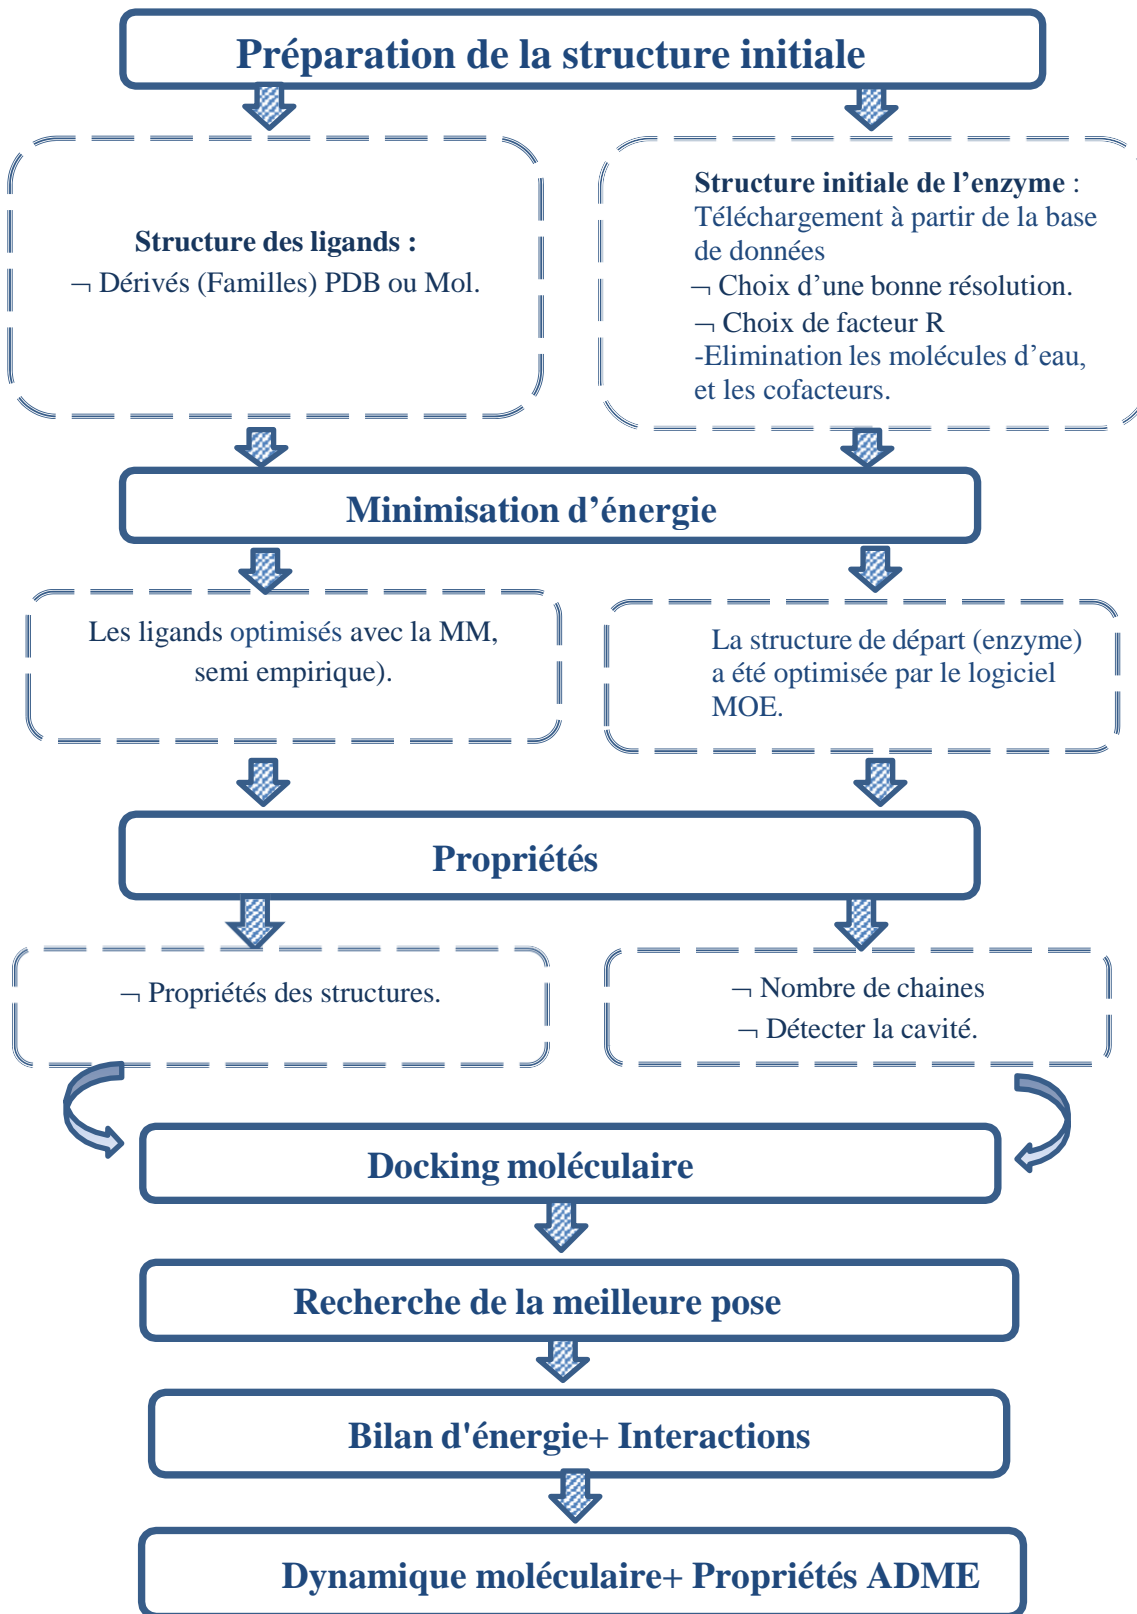 Préparation de la structure initiale
Structure des ligands :
¬ Dérivés (Familles) PDB ou Mol.
Structure initiale de l’enzyme :
Téléchargement à partir de la base
de données
¬ Choix d’une bonne résolution.
¬ Choix de facteur R
-Elimination les molécules d’eau,
et les cofacteurs.
Minimisation d’énergie
Les ligands optimisés avec la MM,
semi empirique).
La structure de départ (enzyme)
a été optimisée par le logiciel
MOE.
Propriétés
¬ Propriétés des structures.
¬ Nombre de chaines
¬ Détecter la cavité.
Docking moléculaire
Recherche de la meilleure pose
Bilan d'énergie+ Interactions
Dynamique moléculaire+ Propriétés ADME